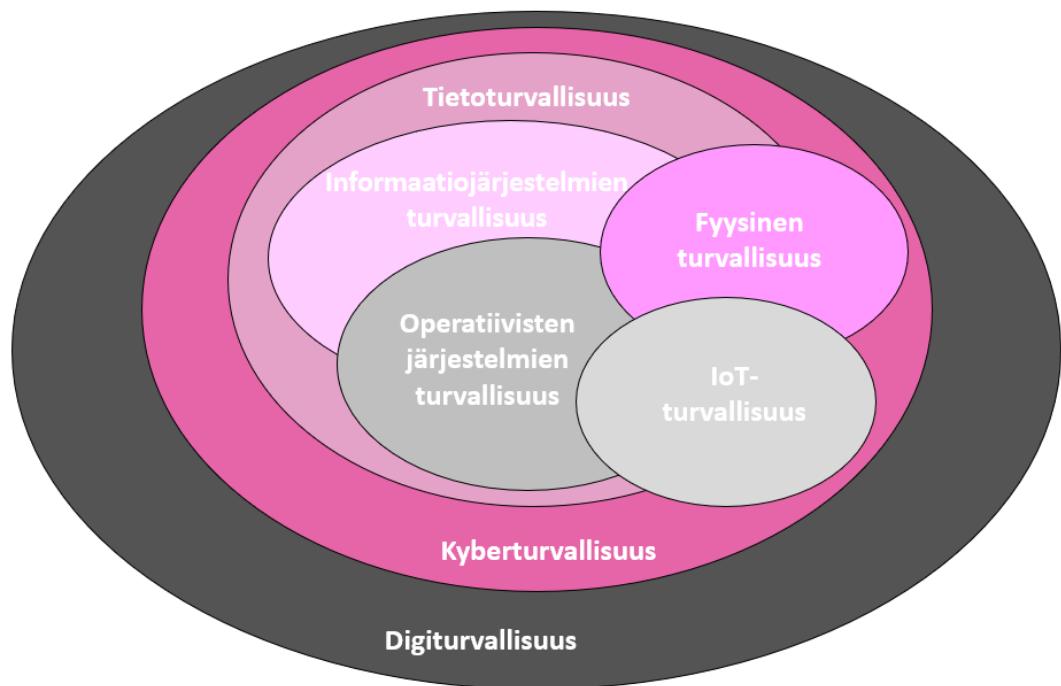 Tietoturvallisuus
Informaatiojärjestelmien
turvallisuus
Fyysinen
turvallisuus
Operatiivisten
järjestelmien
turvallisuus
IoT-
turvallisuus
Kyberturvallisuus
Digiturvallisuus